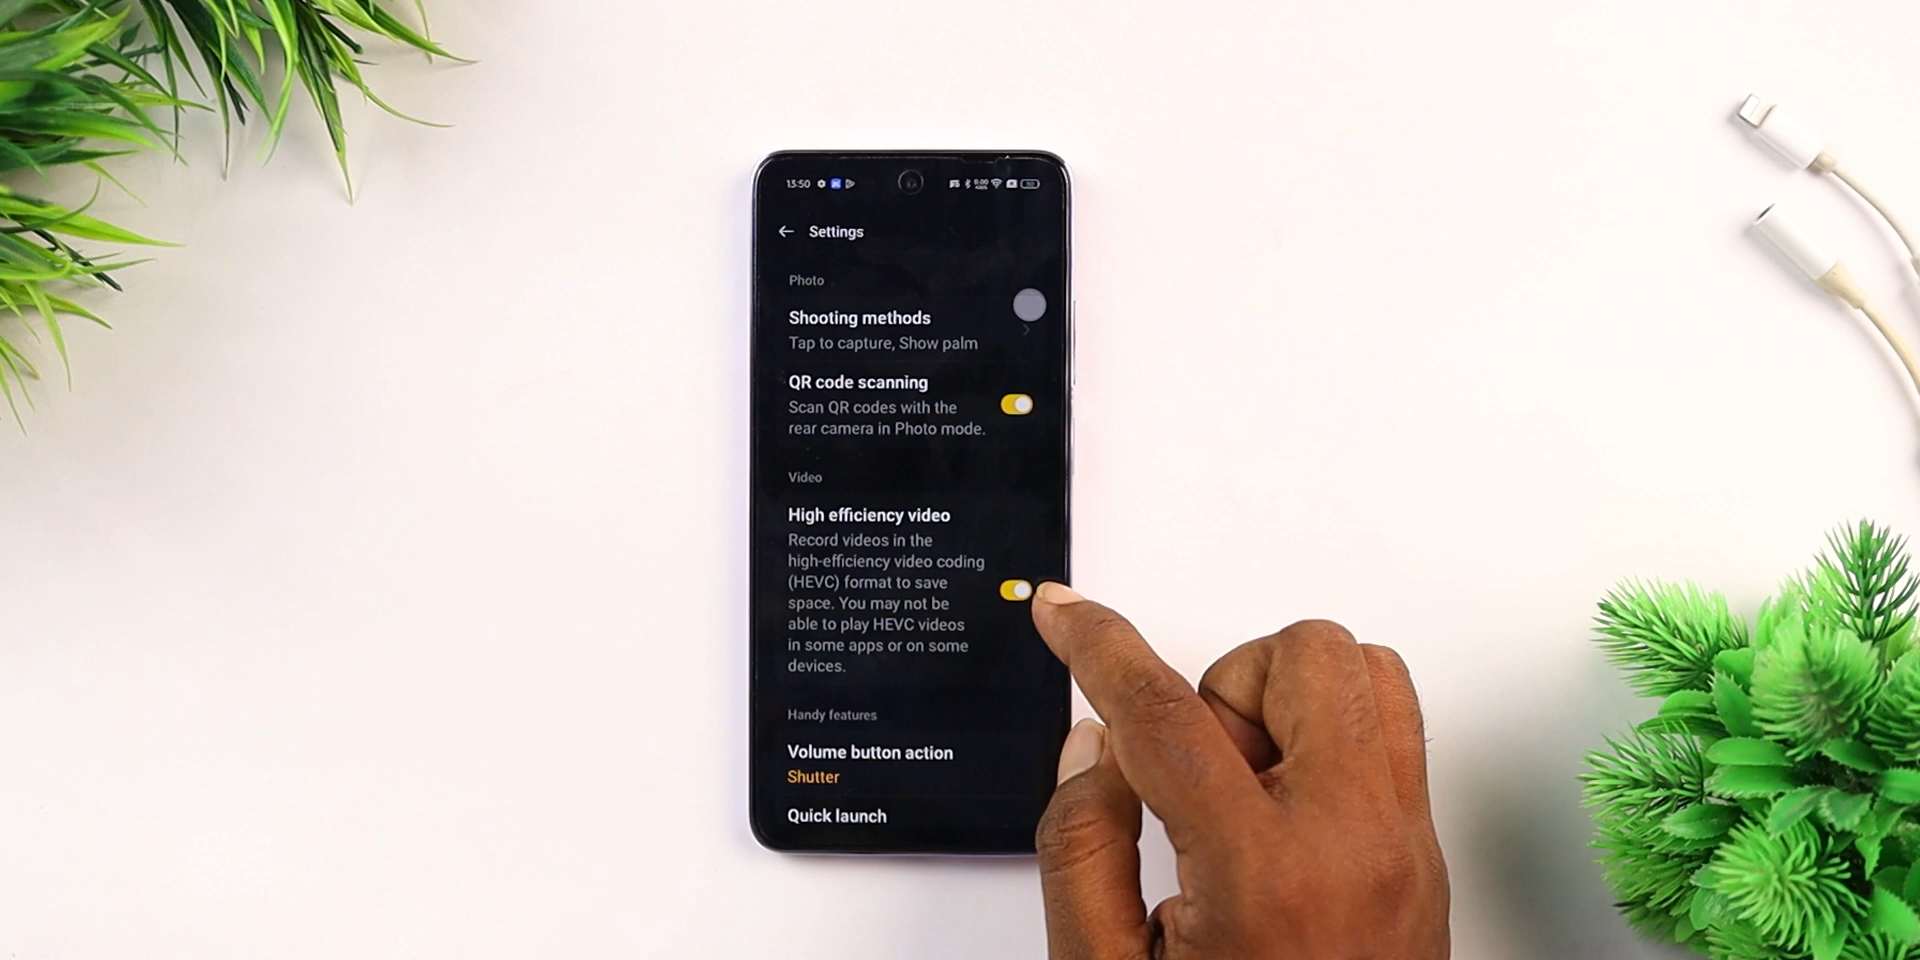 13:50
Settings
Photo
Shooting methods
Tap to capture, Show palm
QR code scanning
Scan QR codes with the
rear camera in Photo mode.
Video
High efficiency video
Record videos in the
high-efficiency video coding
(HEVC) format to save
space. You may not be
able to play HEVC videos
in some apps or on some
devices.
Handy features
Volume button action
Shutter
Quick launch